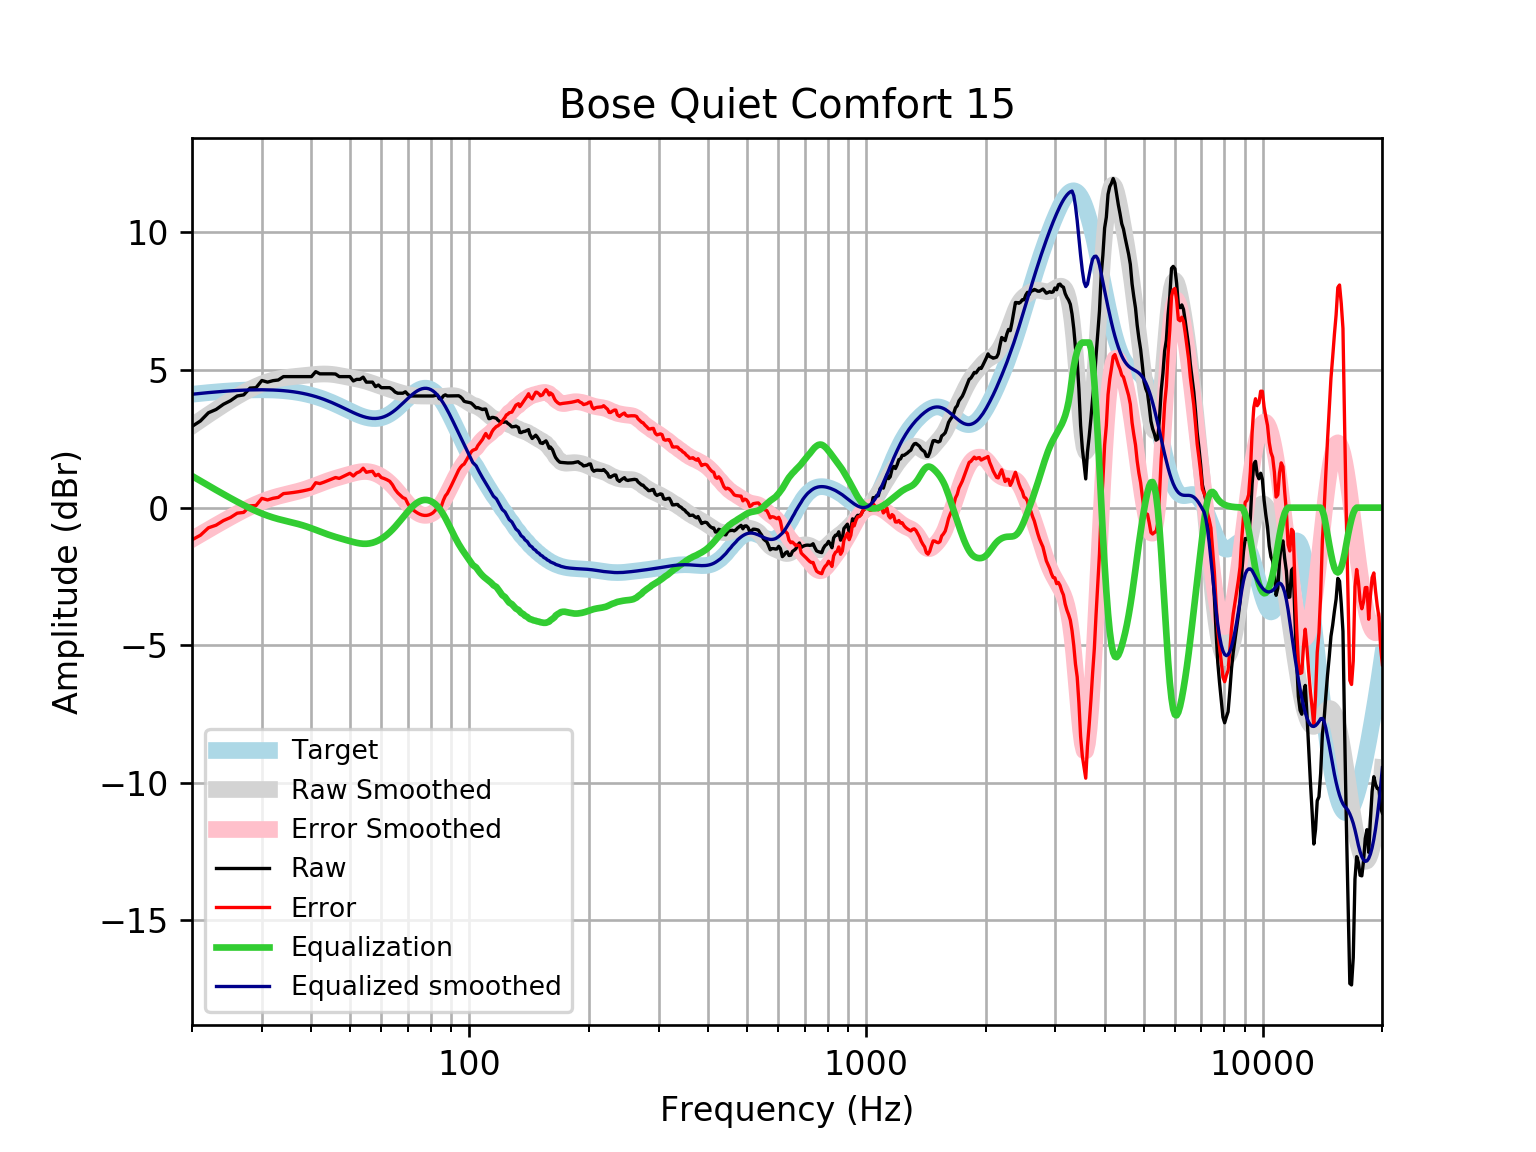 Bose Quiet Comfort 15
Amplitude (dBr)
10
5
0
−5
−10
−15
Target
Raw Smoothed
Error Smoothed
Raw
Error
Equalization
Equalized smoothed
100
1000
10000
Frequency (Hz)